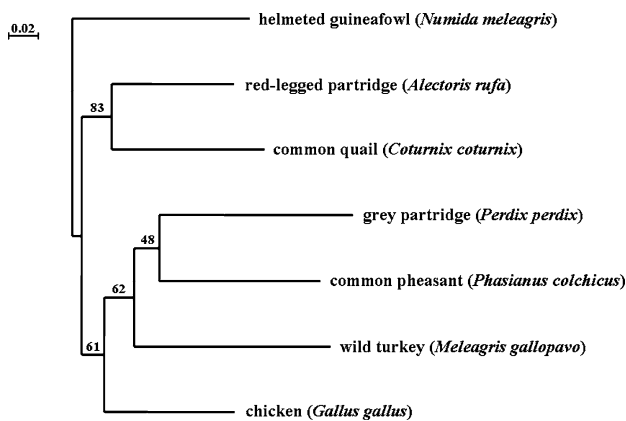 helmeted guineafowl (Numida meleagris)
0.02
red-legged partridge (Alectoris rufa)
83
common quail (Coturnix coturnix)
grey partridge (Perdix perdix)
48
common pheasant (Phasianus colchicus)
62
wild turkey (Meleagris gallopavo)
61
chicken (Gallus gallus)